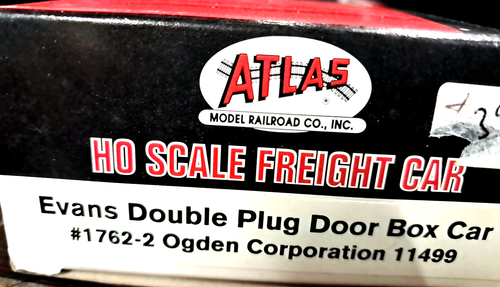 ATLAS
MODEL RAILROAD CO., INC.
HO SCALE FREIGHT CAR
Evans Double Plug Door Box Car
#1762-2 Ogden Corporation 11499